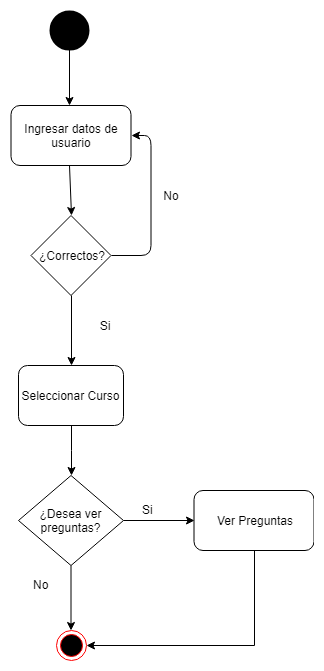 Ingresar datos de
usuario
No
¿Correctos?
Si
Seleccionar Curso
¿Desea ver
preguntas?
Si
Ver Preguntas
No